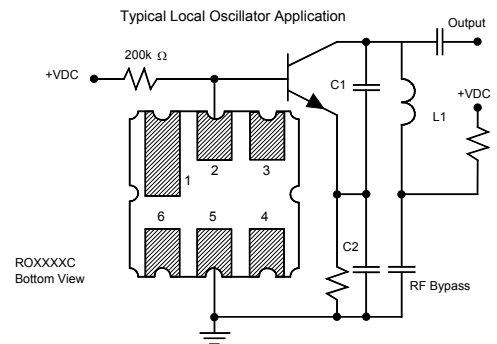 Typical Local Oscillator Application
Output
200k Ω
+VDC
C1
+VDC
L1
1
2
3
6
5
4
C2
ROXXXXC
Bottom View
RF Bypass